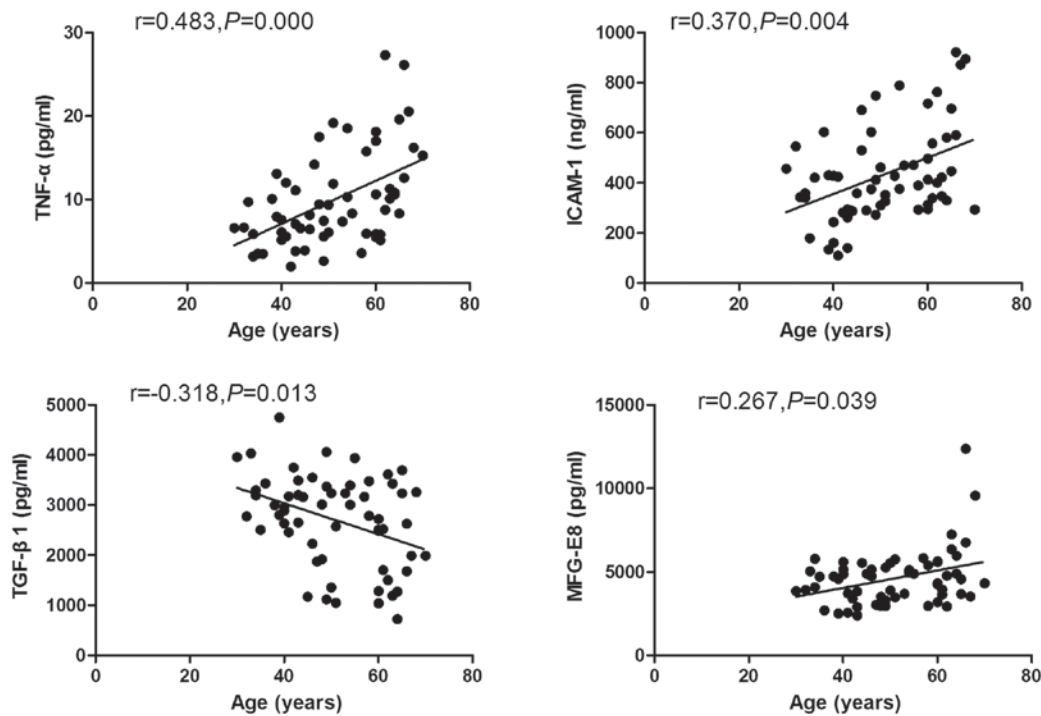 r=0.483,P=0.000
TNF-α (pg/ml)
30
20
10
0
0 20 40 60 80
Age (years)
r=0.370,P=0.004
ICAM-1 (ng/ml)
1000
800
600
400
200
0
0 20 40 60 80
Age (years)
r=-0.318,P=0.013
TGF-β 1 (pg/ml)
5000
4000
3000
2000
1000
0
0 20 40 60 80
Age (years)
r=0.267,P=0.039
MFG-E8 (pg/ml)
15000
10000
5000
0
0 20 40 60 80
Age (years)